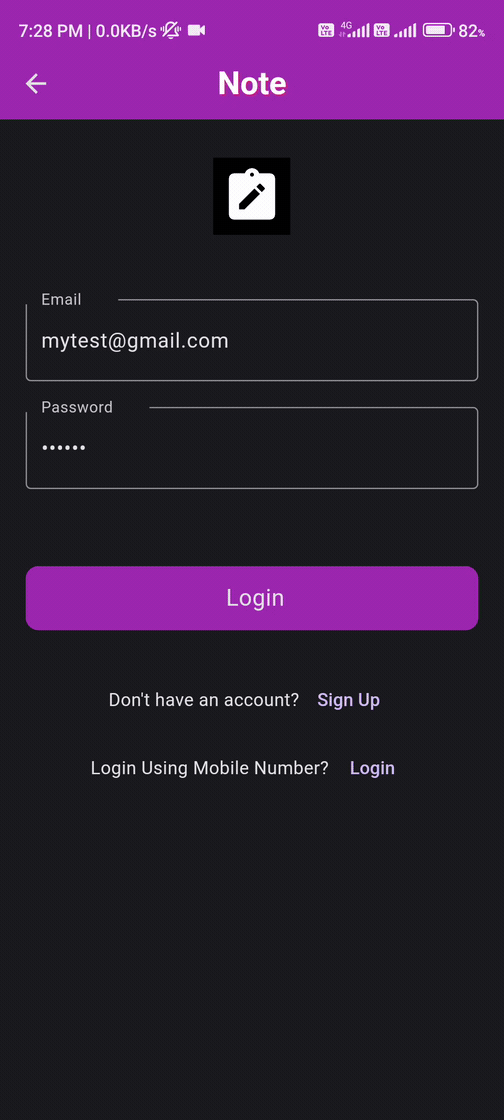 7:28 PM | 0.0KB/s Vo LTE 4G Vo LTE 82%
Note
Email
mytest@gmail.com
Password
••••••
Login
Don't have an account? Sign Up
Login Using Mobile Number? Login